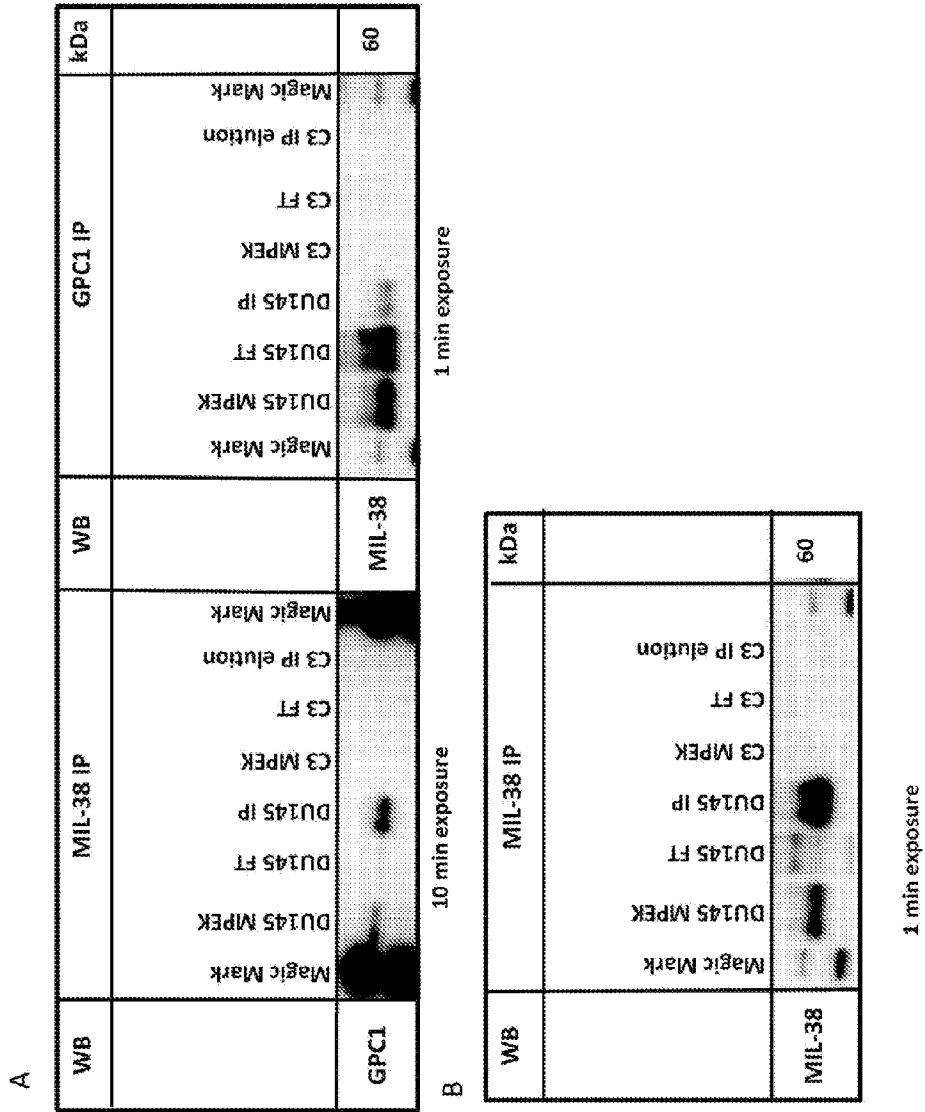 A
WB
MIL-38 IP
WB
GPC1 IP
kDa
Magic Mark
DU145 MPEK
DU145 FT
DU145 IP
C3 MPEK
C3 FT
C3 IP elution
Magic Mark
Magic Mark
DU145 MPEK
DU145 FT
DU145 IP
C3 MPEK
C3 FT
C3 IP elution
Magic Mark
GPC1
MIL-38
60
10 min exposure
1 min exposure
B
WB
MIL-38 IP
kDa
Magic Mark
DU145 MPEK
DU145 FT
DU145 IP
C3 MPEK
C3 FT
C3 IP elution
MIL-38
60
1 min exposure